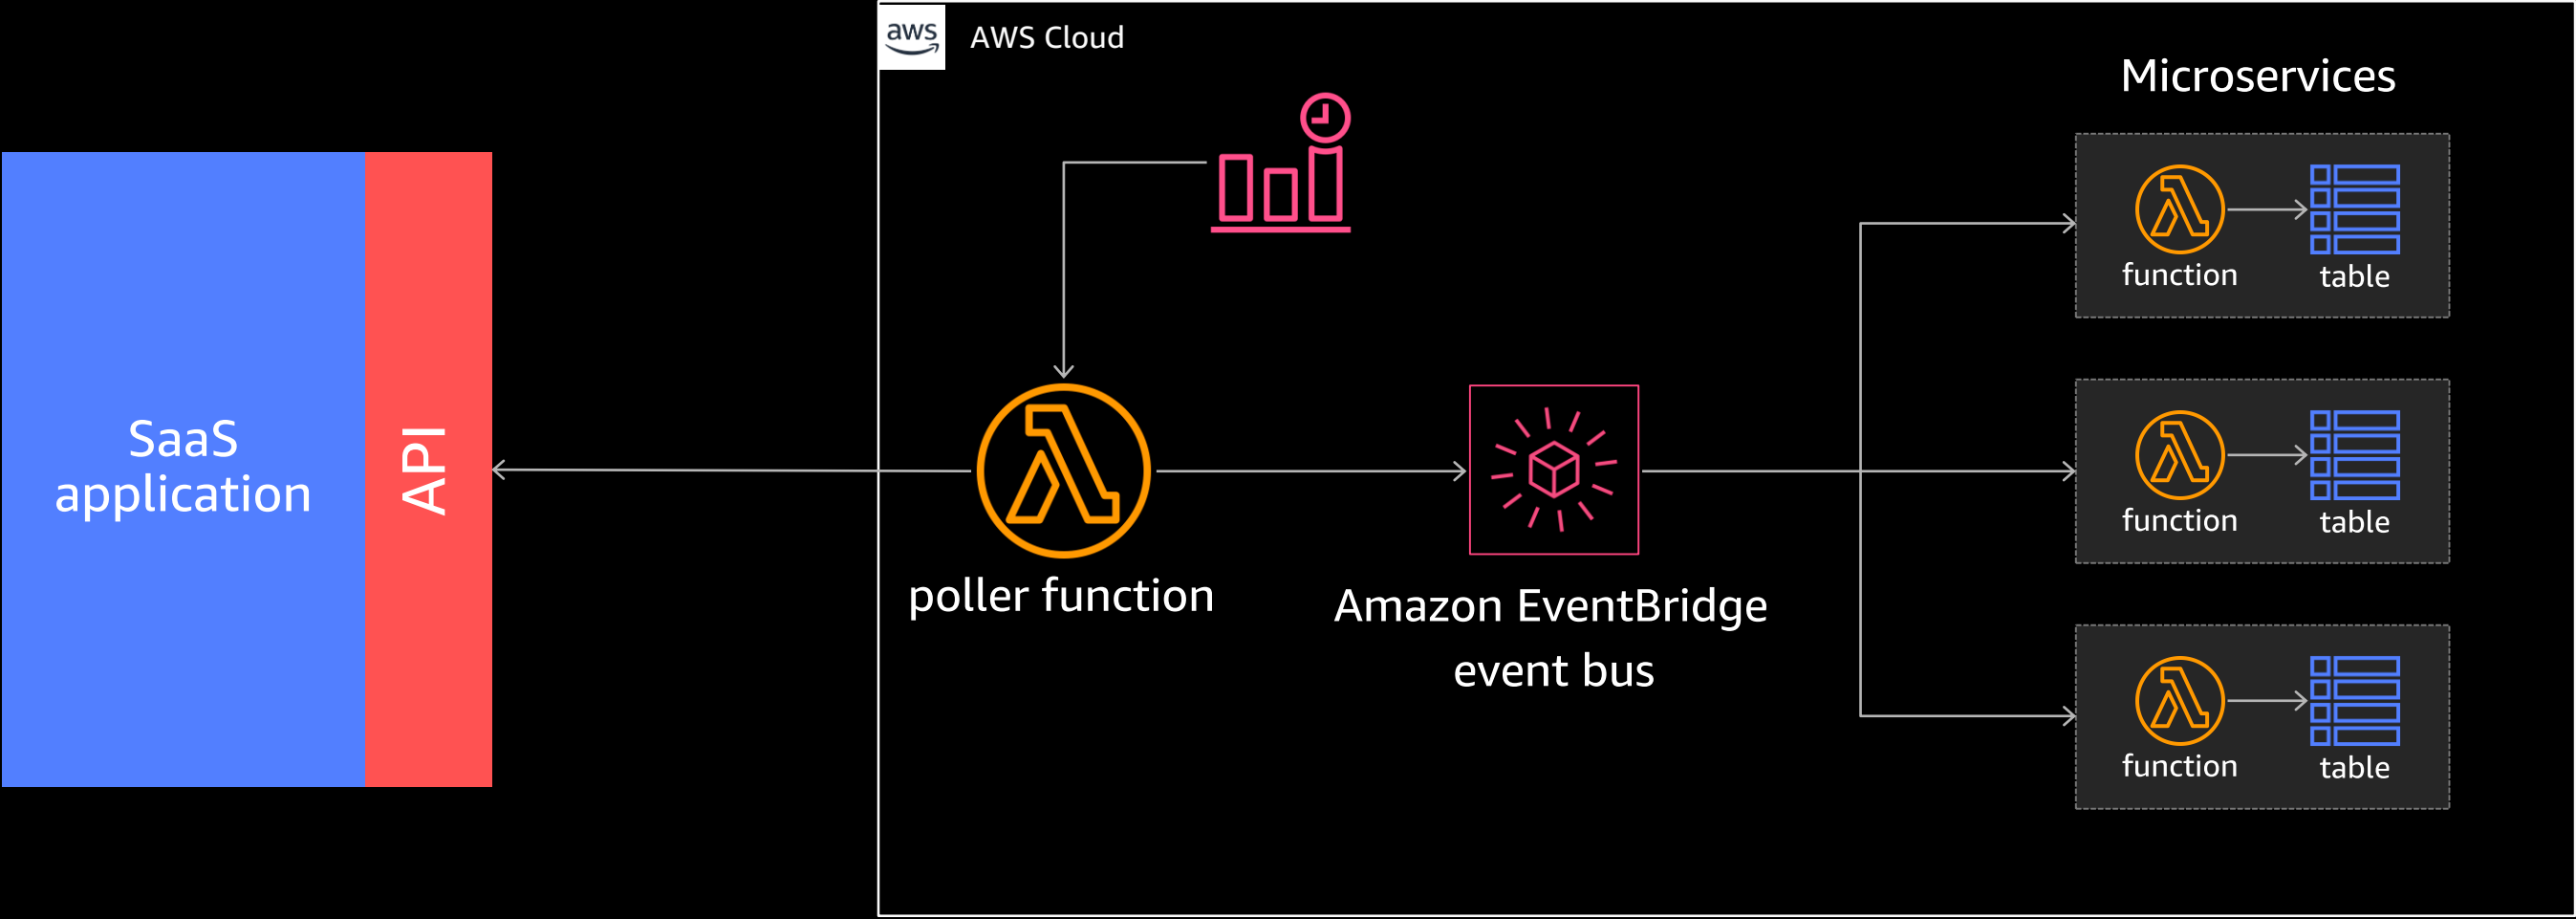 aws
AWS Cloud
Microservices
SaaS
application
API
poller function
Amazon EventBridge
event bus
function
table
function
table
function
table